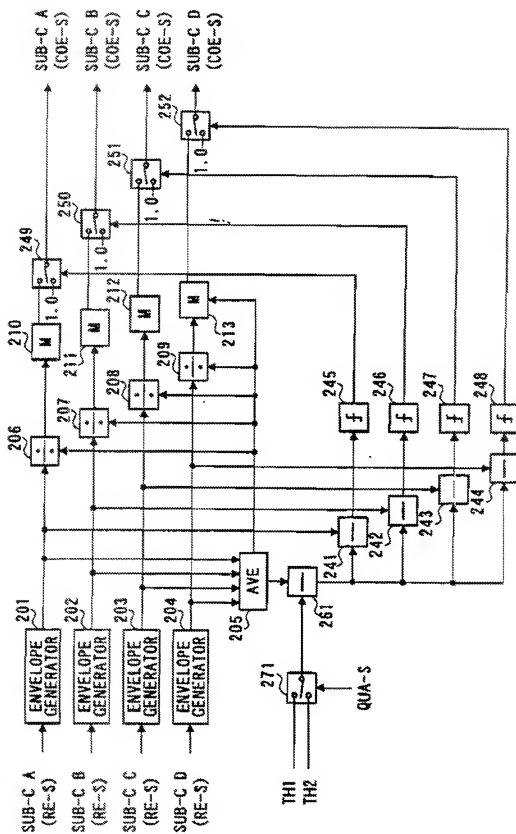 SUB-C A
(RE-S)
SUB-C B
(RE-S)
SUB-C C
(RE-S)
SUB-C D
(RE-S)
201
ENVELOPE
GENERATOR
202
ENVELOPE
GENERATOR
203
ENVELOPE
GENERATOR
204
ENVELOPE
GENERATOR
206
207
208
209
210
M
211
M
212
M
M
213
249
1.0
250
1.0
251
1.0
252
1.0
SUB-C A
(COE-S)
SUB-C B
(COE-S)
SUB-C C
(COE-S)
SUB-C D
(COE-S)
AVE
205
241
242
243
244
245
246
247
248
261
271
TH1
TH2
QUA-S